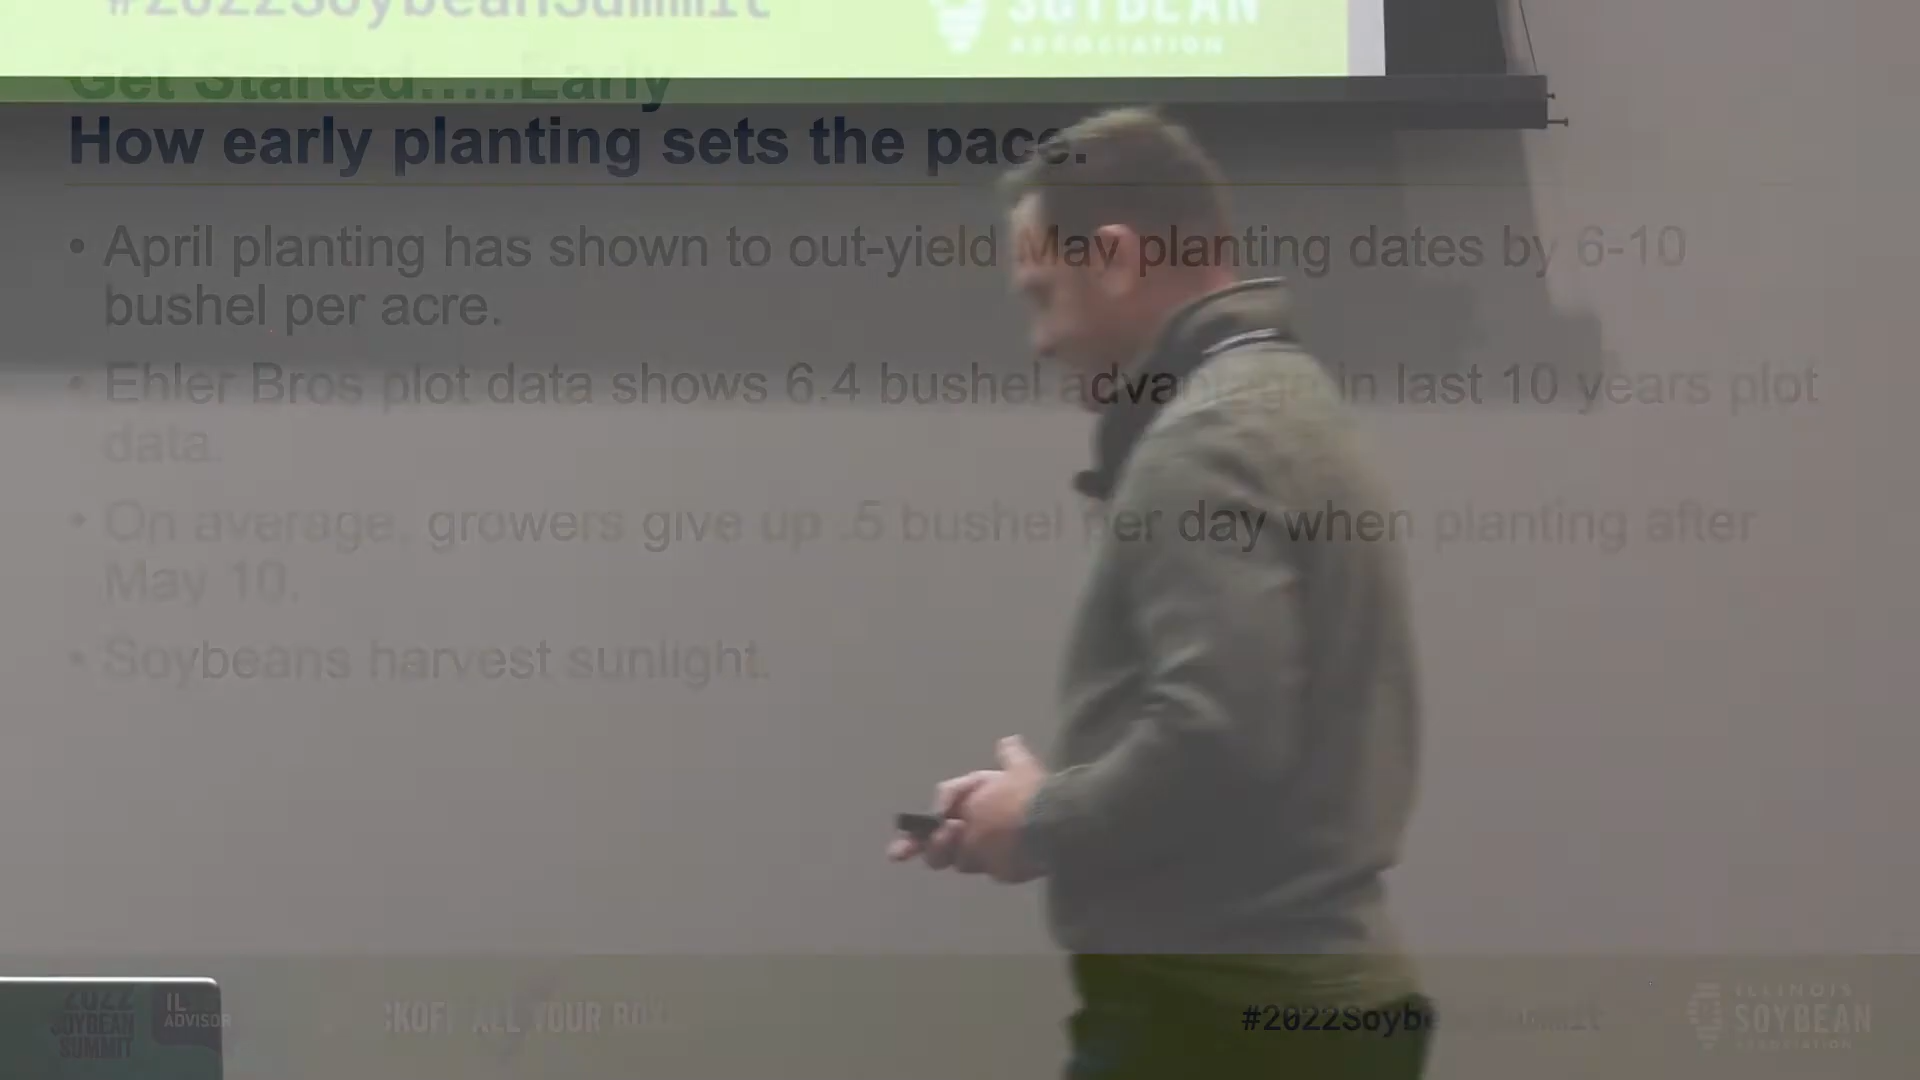 #2022SoybeanSummit
SOYBEAN
ASSOCIATION
Get Started.....Early
How early planting sets the pace.
• April planting has shown to out-yield May planting dates by 6-10
bushel per acre.
• Ehler Bros plot data shows 6.4 bushel advantage in last 10 years plot
data.
• On average, growers give up .5 bushel per day when planting after
May 10.
• Soybeans harvest sunlight.
2022
SOYBEAN
SUMMIT
IL
ADVISOR
ALL YOUR
#2022SoybeanSummit
ILLINOIS
SOYBEAN
ASSOCIATION